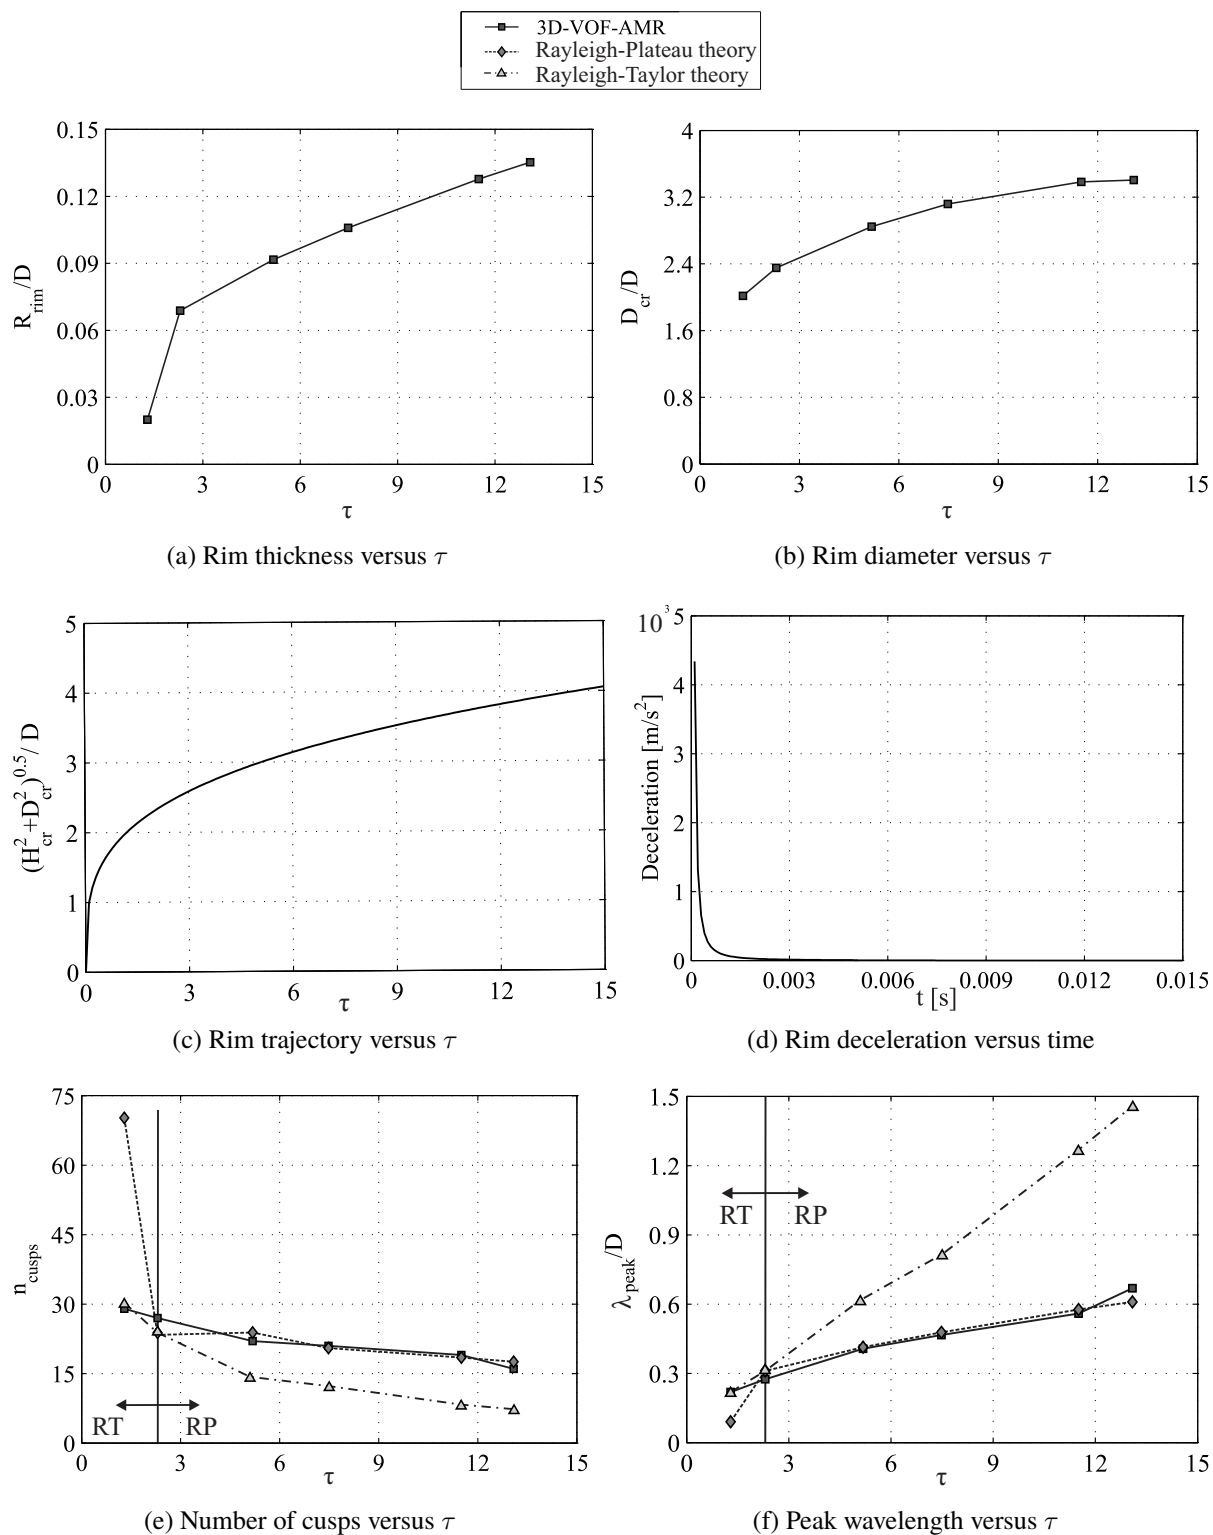 3D-VOF-AMR
Rayleigh-Plateau theory
Rayleigh-Taylor theory
0.15
0.12
0.09
0.06
0.03
0
0 3 6 9 12 15
R_rim/D
τ
(a) Rim thickness versus τ
4
3.2
2.4
1.6
0.8
0
0 3 6 9 12 15
D_cr/D
τ
(b) Rim diameter versus τ
5
4
3
2
1
0
0 3 6 9 12 15
(H²_cr+D²_cr)^0.5/ D
τ
(c) Rim trajectory versus τ
10³ 5
4
3
2
1
0
0 0.003 0.006 0.009 0.012 0.015
Deceleration [m/s²]
t [s]
(d) Rim deceleration versus time
75
60
45
30
15
0
0 3 6 9 12 15
n_cusps
RT RP
τ
(e) Number of cusps versus τ
1.5
1.2
0.9
0.6
0.3
0
0 3 6 9 12 15
λ_peak/D
RT RP
τ
(f) Peak wavelength versus τ